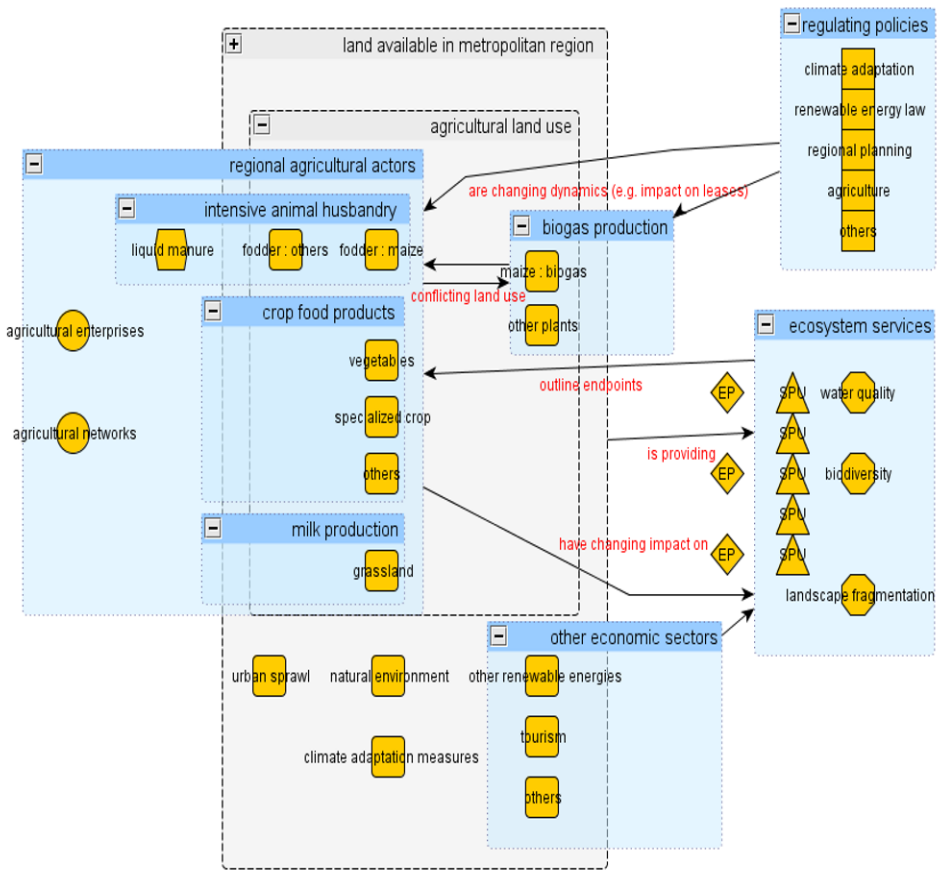 regulating policies
land available in metropolitan region
climate adaptation
renewable energy law
agricultural land use
regional planning
regional agricultural actors
are changing dynamics (e.g. impact on leases)
agriculture
intensive animal husbandry
biogas production
others
liquid manure
fodder : others
fodder : maize
maize : biogas
conflicting land use
crop food products
other plants
ecosystem services
agricultural enterprises
vegetables
outline endpoints
EP
SPU
water quality
specialized crop
agricultural networks
SPU
is providing
others
EP
SPU
biodiversity
SPU
milk production
have changing impact on
EP
SPU
grassland
landscape fragmentation
other economic sectors
urban sprawl
natural environment
other renewable energies
tourism
climate adaptation measures
others